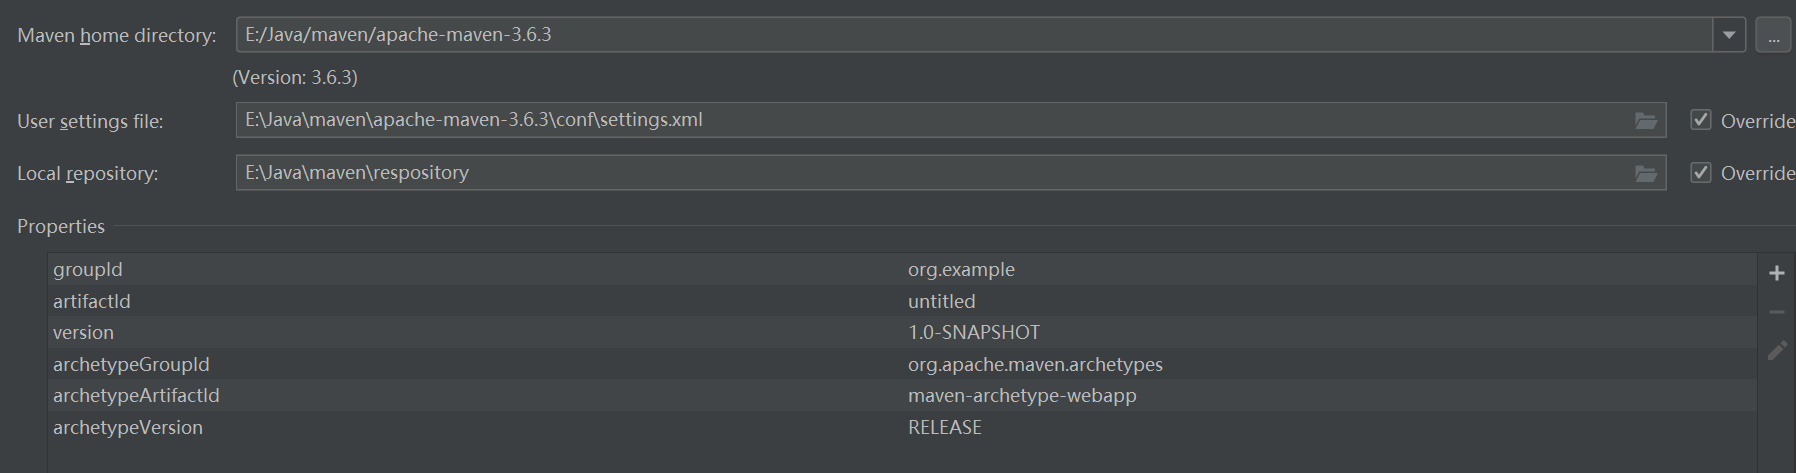 Maven home directory: E:/Java/maven/apache-maven-3.6.3 ...
(Version: 3.6.3)
User settings file: E:\Java\maven\apache-maven-3.6.3\conf\settings.xml Override
Local repository: E:\Java\maven\respository Override
Properties
groupId org.example
artifactId untitled
version 1.0-SNAPSHOT
archetypeGroupId org.apache.maven.archetypes
archetypeArtifactId maven-archetype-webapp
archetypeVersion RELEASE